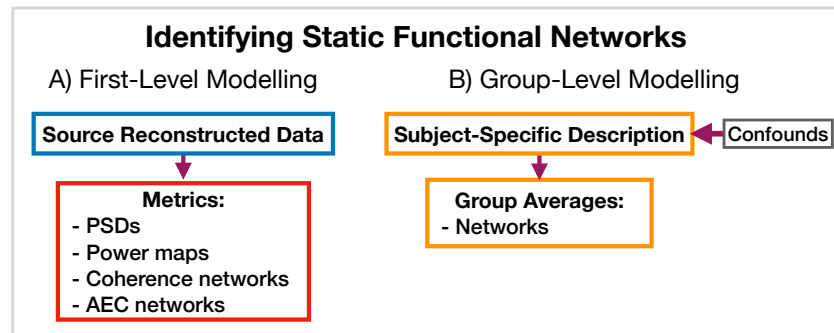 Identifying Static Functional Networks
A) First-Level Modelling
Source Reconstructed Data
Metrics:
- PSDs
- Power maps
- Coherence networks
- AEC networks
B) Group-Level Modelling
Subject-Specific Description
Confounds
Group Averages:
- Networks